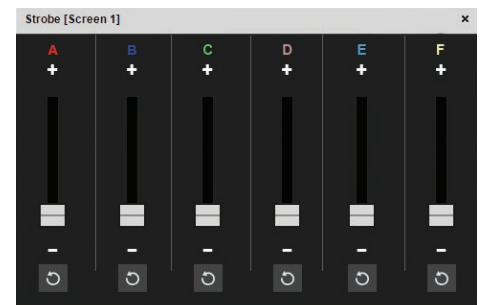 Strobe [Screen 1] ×
A B C D E F
+ + + + + +
- - - - - -